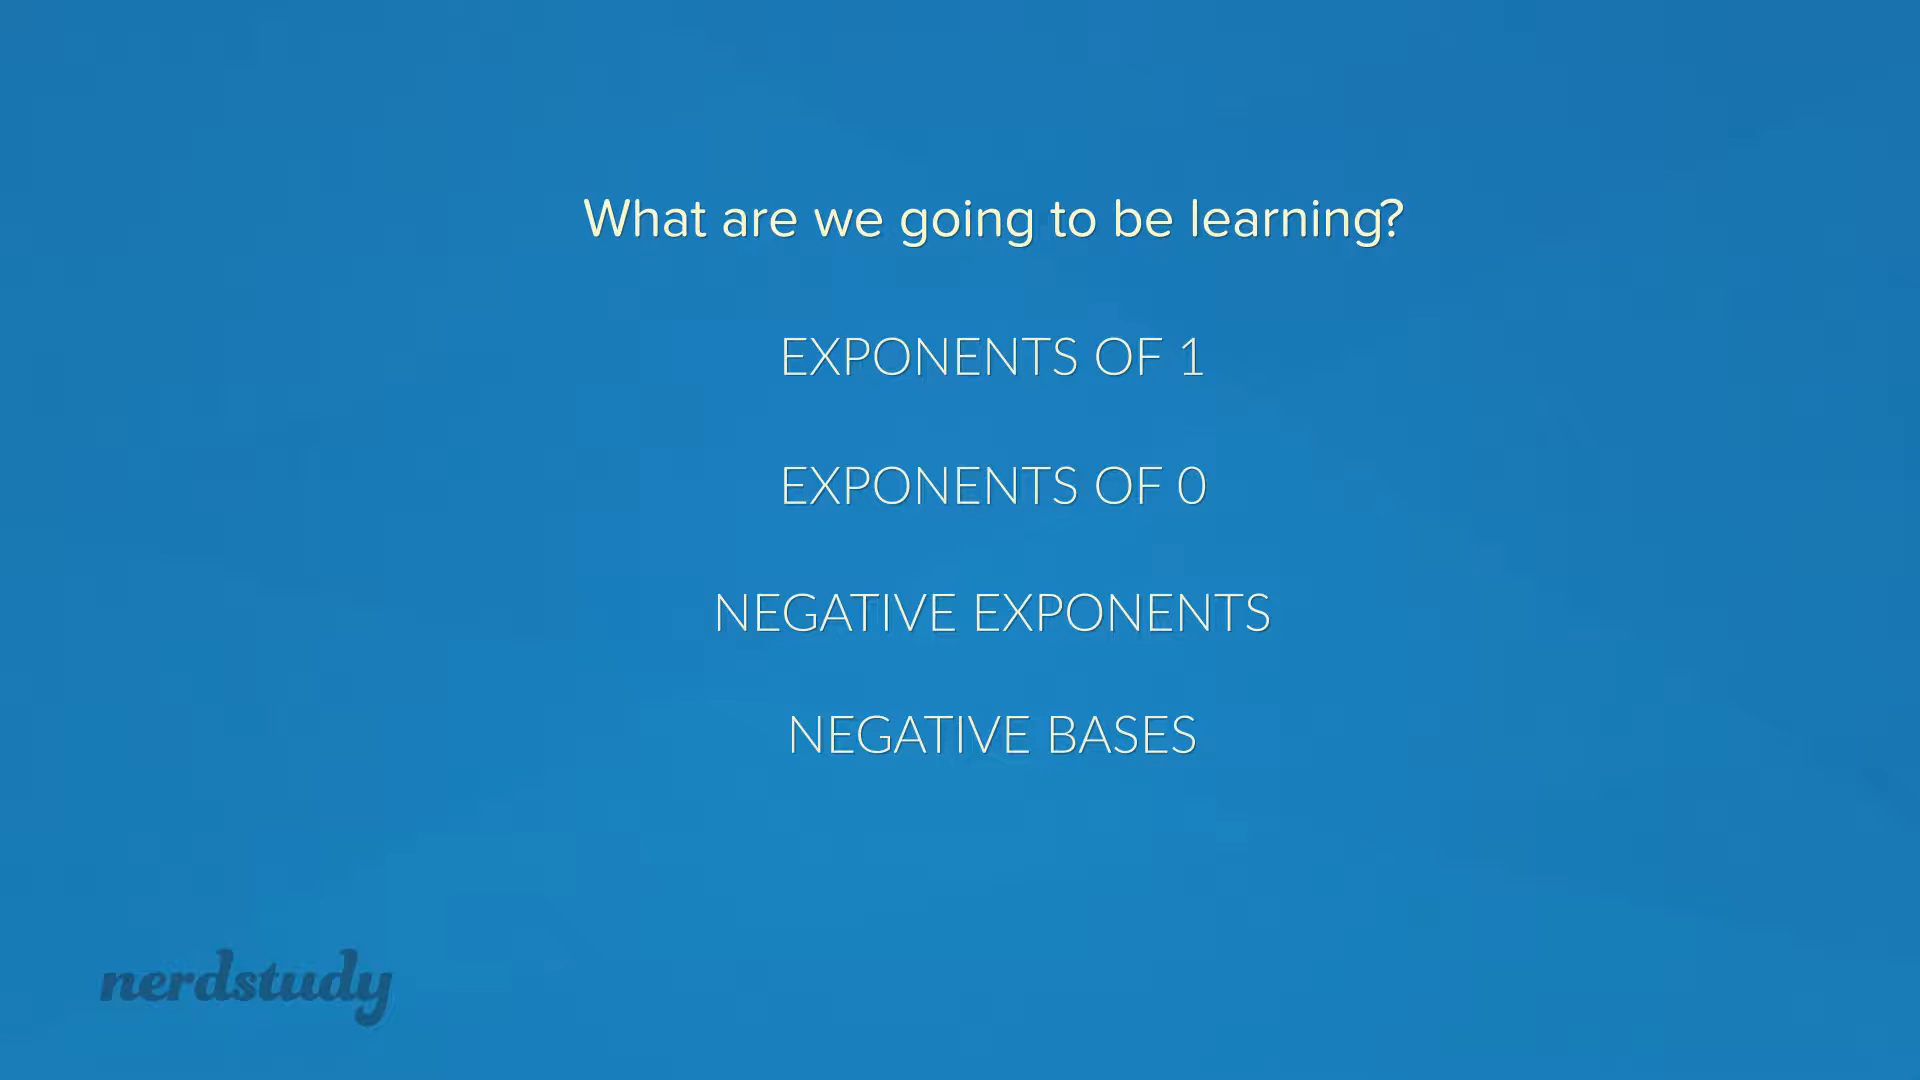 What are we going to be learning?
EXPONENTS OF 1
EXPONENTS OF 0
NEGATIVE EXPONENTS
NEGATIVE BASES
nerdstudy